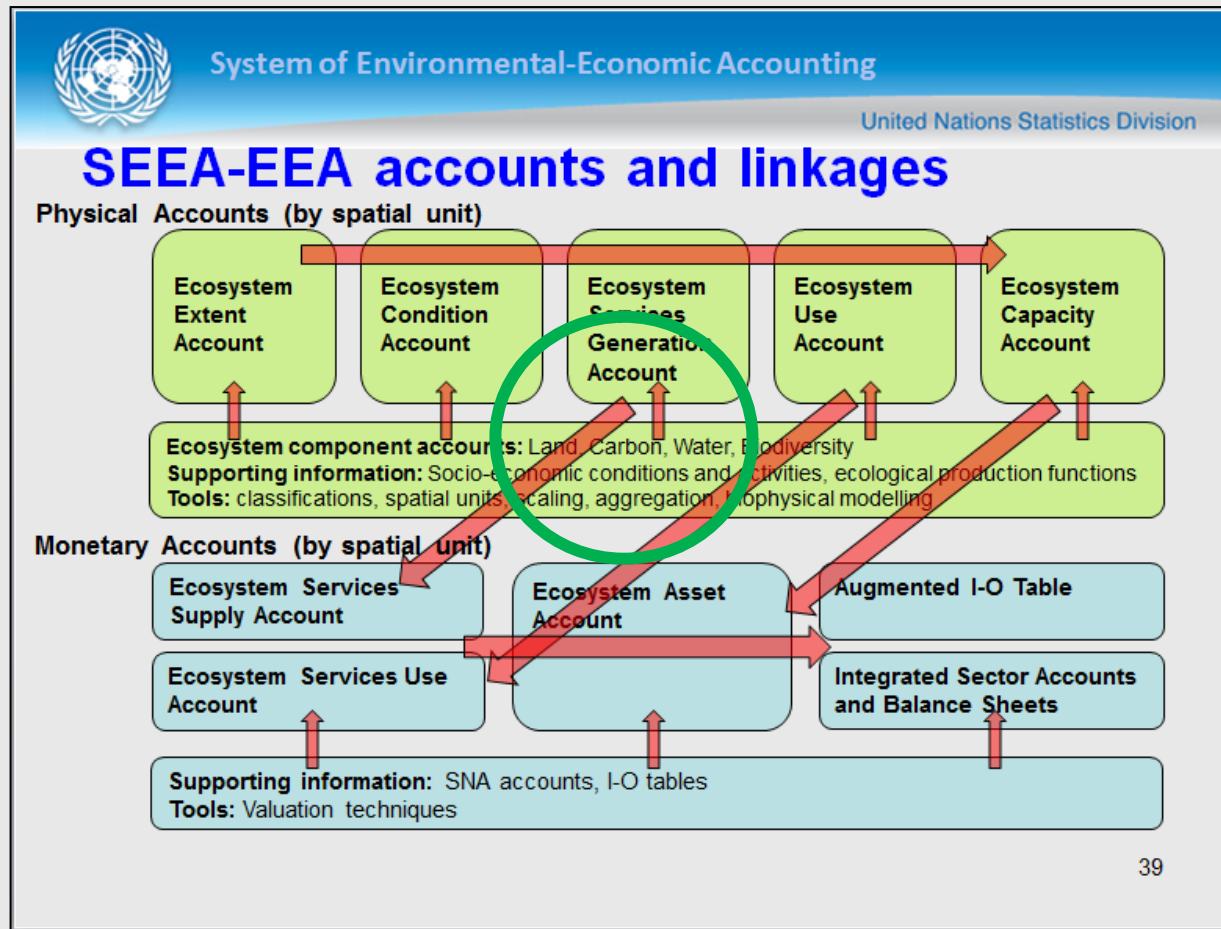 System of Environmental-Economic Accounting
United Nations Statistics Division
SEEA-EEA accounts and linkages
Physical Accounts (by spatial unit)
Ecosystem
Extent
Account
Ecosystem
Condition
Account
Ecosystem
Services
Generation
Account
Ecosystem
Use
Account
Ecosystem
Capacity
Account
Ecosystem component accounts: Land, Carbon, Water, Biodiversity
Supporting information: Socio-economic conditions and activities, ecological production functions
Tools: classifications, spatial units, scaling, aggregation, biophysical modelling
Monetary Accounts (by spatial unit)
Ecosystem Services
Supply Account
Ecosystem Asset
Account
Augmented I-O Table
Ecosystem Services Use
Account
Integrated Sector Accounts
and Balance Sheets
Supporting information: SNA accounts, I-O tables
Tools: Valuation techniques
39